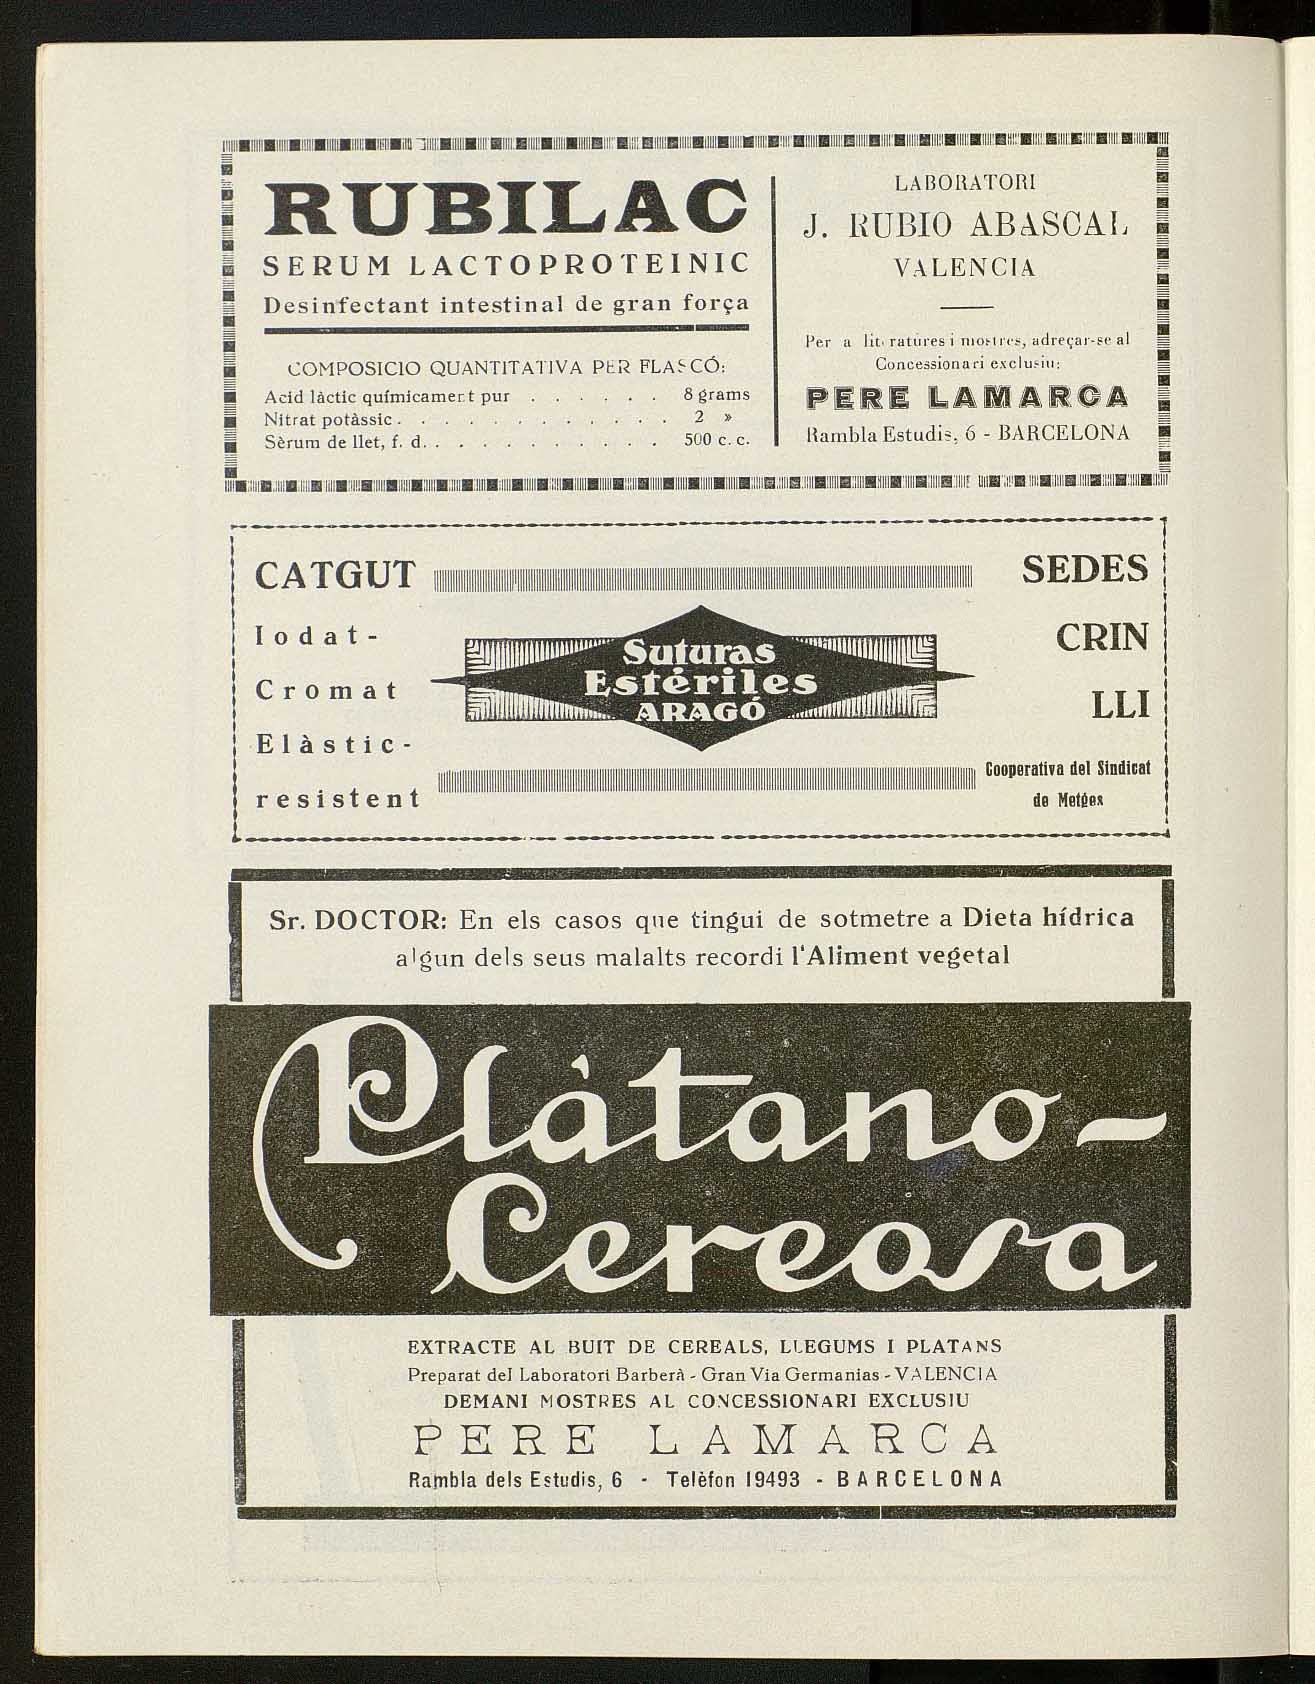 RUBILAC
SERUM LACTOPROTEINIC
Desinfectant intestinal de gran força
COMPOSICIO QUANTITATIVA PER FLASCÓ:
Acid làctic químicament pur . . . . . . 8 grams
Nitrat potàssic . . . . . . . . . . . . 2 »
Sèrum de llet, f. d. . . . . . . . . . . 500 c. c.
LABORATORI
J. RUBIO ABASCAL
VALENCIA
Per a literatures i mostres, adreçar-se al
Concessionari exclusiu:
PERE LAMARCA
Rambla Estudis, 6 - BARCELONA
CATGUT
Iodat-
Cromat
Elàstic-
resistent
Suturas
Estériles
ARAGÓ
SEDES
CRIN
LLI
Cooperativa del Sindicat
de Metges
Sr. DOCTOR: En els casos que tingui de sotmetre a Dieta hídrica
algun dels seus malalts recordi l'Aliment vegetal
Plàtano-
Cereosa
EXTRACTE AL BUIT DE CEREALS, LLEGUMS I PLATANS
Preparat del Laboratori Barberà - Gran Via Germanias - VALENCIA
DEMANI MOSTRES AL CONCESSIONARI EXCLUSIU
PERE LAMARCA
Rambla dels Estudis, 6 - Telèfon 19493 - BARCELONA